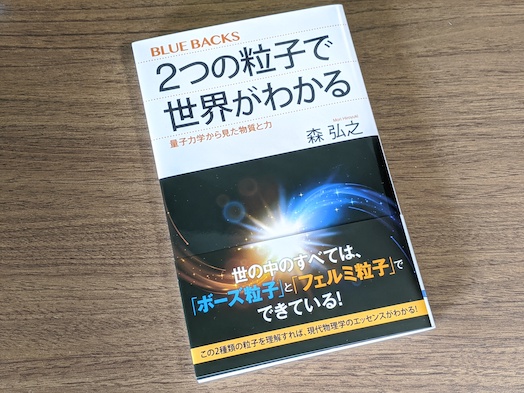 BLUE BACKS
2つの粒子で
世界がわかる
量子力学から見た物質と力
森 弘之
Mori Hiroyuki
世の中のすべては、
「ボーズ粒子」と「フェルミ粒子」で
できている!
この2種類の粒子を理解すれば、現代物理学のエッセンスがわかる!